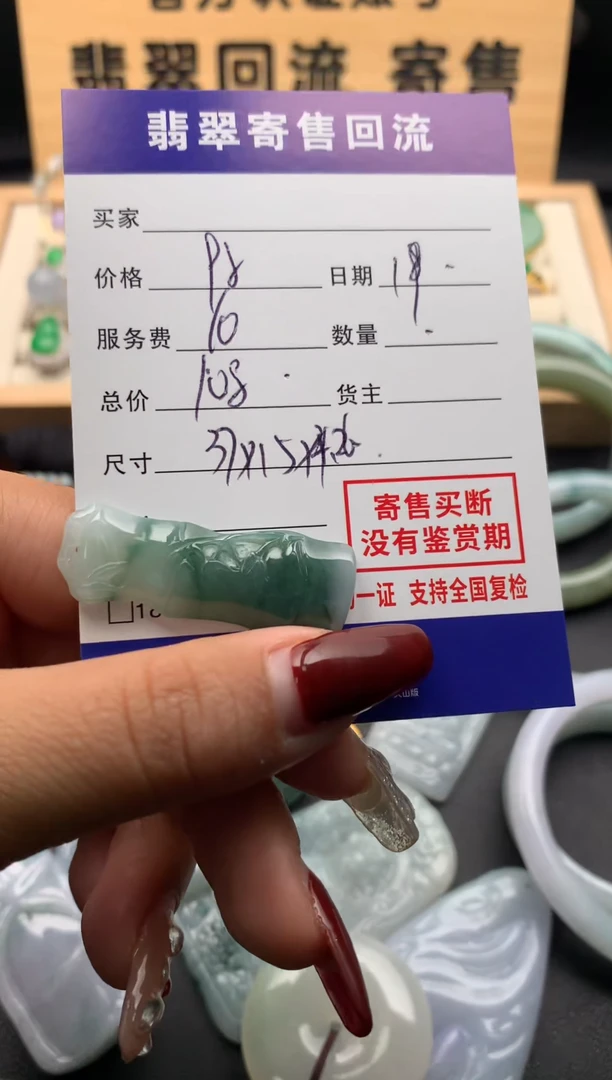 翡翠回流 寄售
翡翠寄售回流
买家
价格 98 日期 19.
服务费 10 数量
总价 108 货主
尺寸 37x15x
寄售买断
没有鉴赏期
一证 支持全国复检